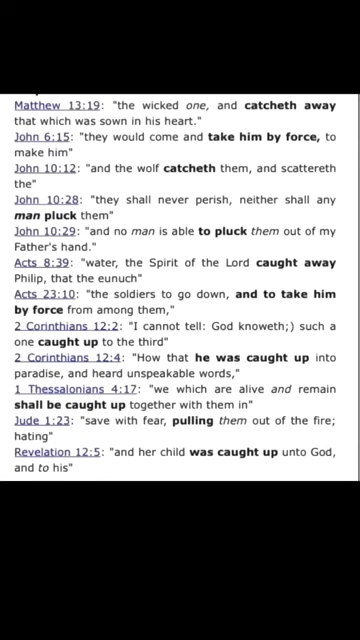 Matthew 13:19: "the wicked one, and catcheth away
that which was sown in his heart."
John 6:15: "they would come and take him by force, to
make him"
John 10:12: "and the wolf catcheth them, and scattereth
the"
John 10:28: "they shall never perish, neither shall any
man pluck them"
John 10:29: "and no man is able to pluck them out of my
Father's hand."
Acts 8:39: "water, the Spirit of the Lord caught away
Philip, that the eunuch"
Acts 23:10: "the soldiers to go down, and to take him
by force from among them,"
2 Corinthians 12:2: "I cannot tell: God knoweth;) such a
one caught up to the third"
2 Corinthians 12:4: "How that he was caught up into
paradise, and heard unspeakable words,"
1 Thessalonians 4:17: "we which are alive and remain
shall be caught up together with them in"
Jude 1:23: "save with fear, pulling them out of the fire;
hating"
Revelation 12:5: "and her child was caught up unto God,
and to his"